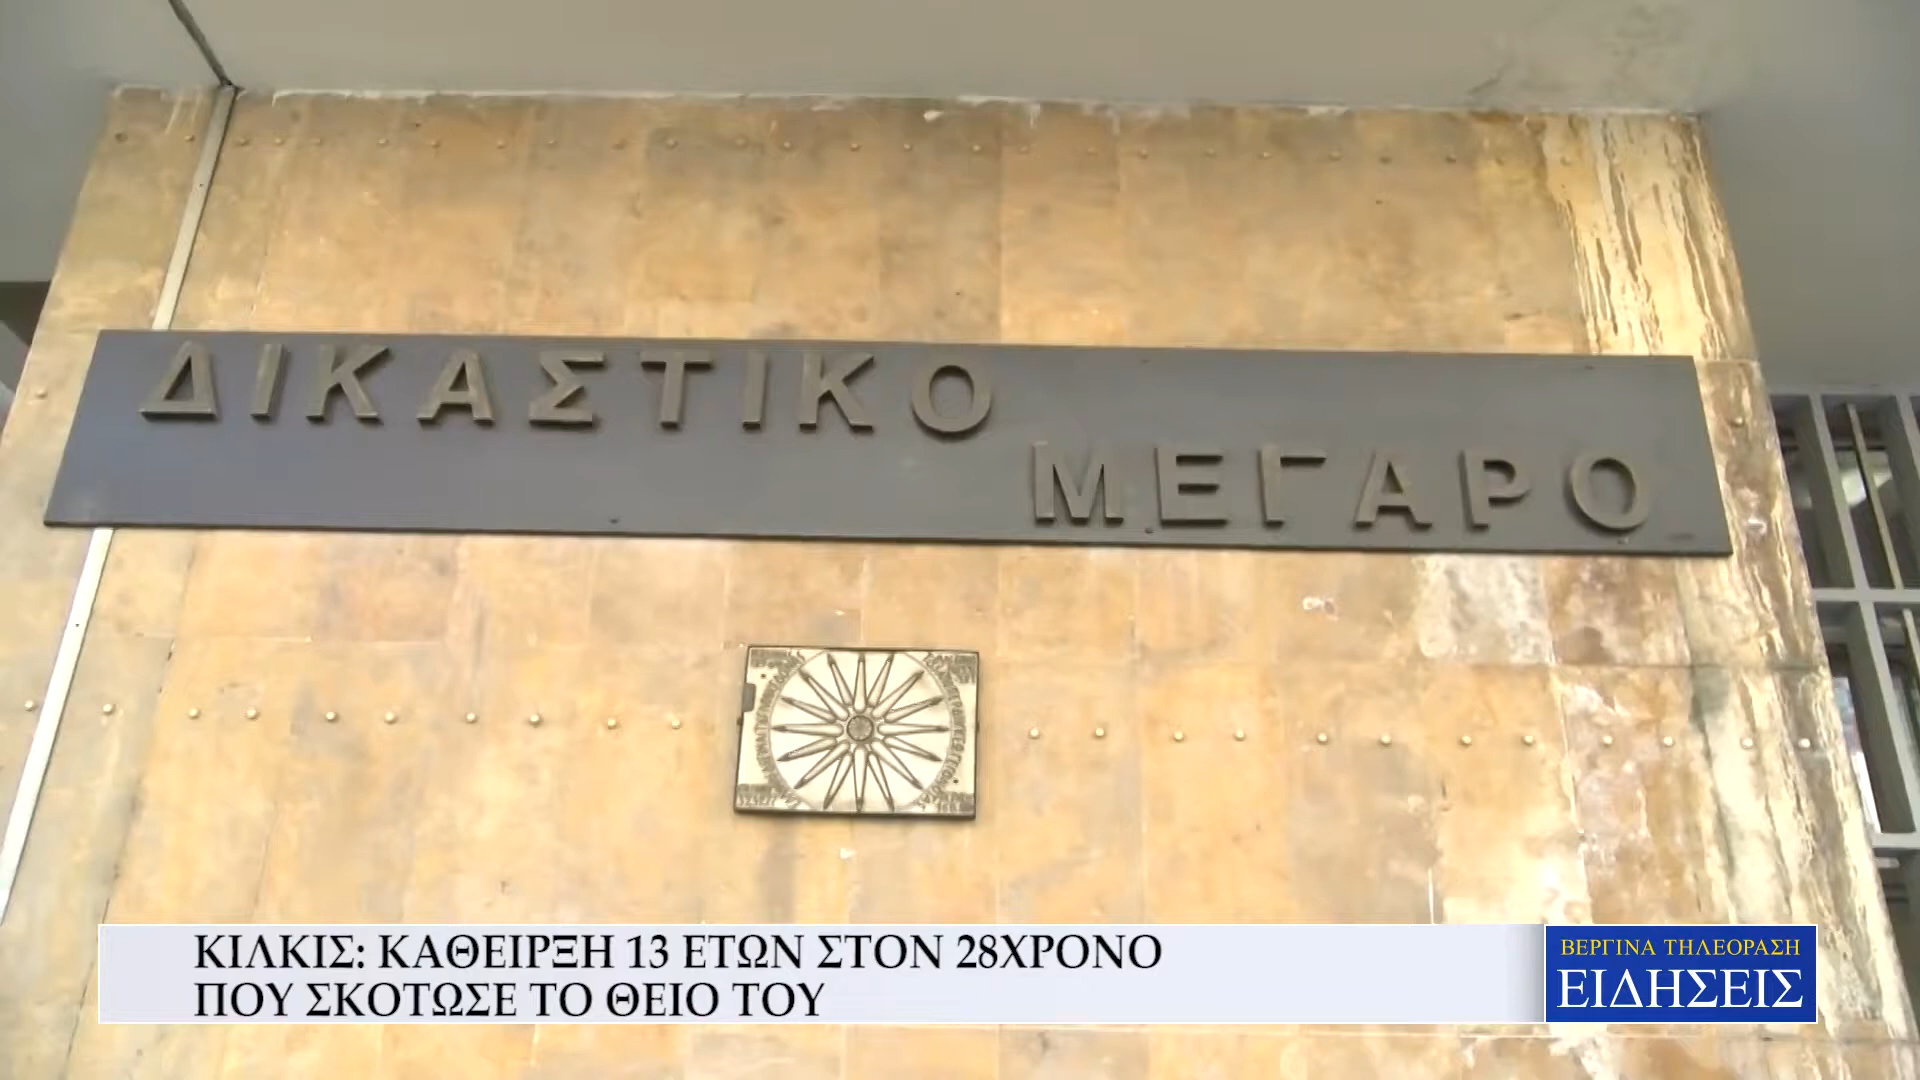 ΔΙΚΑΣΤΙΚΟ
ΜΕΓΑΡΟ
ΚΙΛΚΙΣ: ΚΑΘΕΙΡΞΗ 13 ΕΤΩΝ ΣΤΟΝ 28ΧΡΟΝΟ
ΠΟΥ ΣΚΟΤΩΣΕ ΤΟ ΘΕΙΟ ΤΟΥ
ΒΕΡΓΙΝΑ ΤΗΛΕΟΡΑΣΗ
ΕΙΔΗΣΕΙΣ